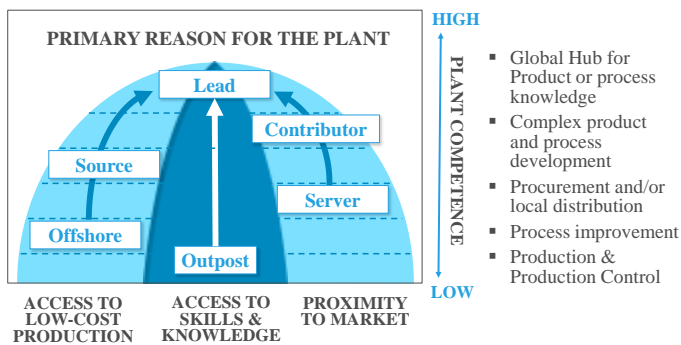 PRIMARY REASON FOR THE PLANT
Lead
Contributor
Source
Server
Offshore
Outpost
ACCESS TO
LOW-COST
PRODUCTION
ACCESS TO
SKILLS &
KNOWLEDGE
PROXIMITY
TO MARKET
HIGH
PLANT COMPETENCE
LOW
▪ Global Hub for
Product or process
knowledge
▪ Complex product
and process
development
▪ Procurement and/or
local distribution
▪ Process improvement
▪ Production &
Production Control